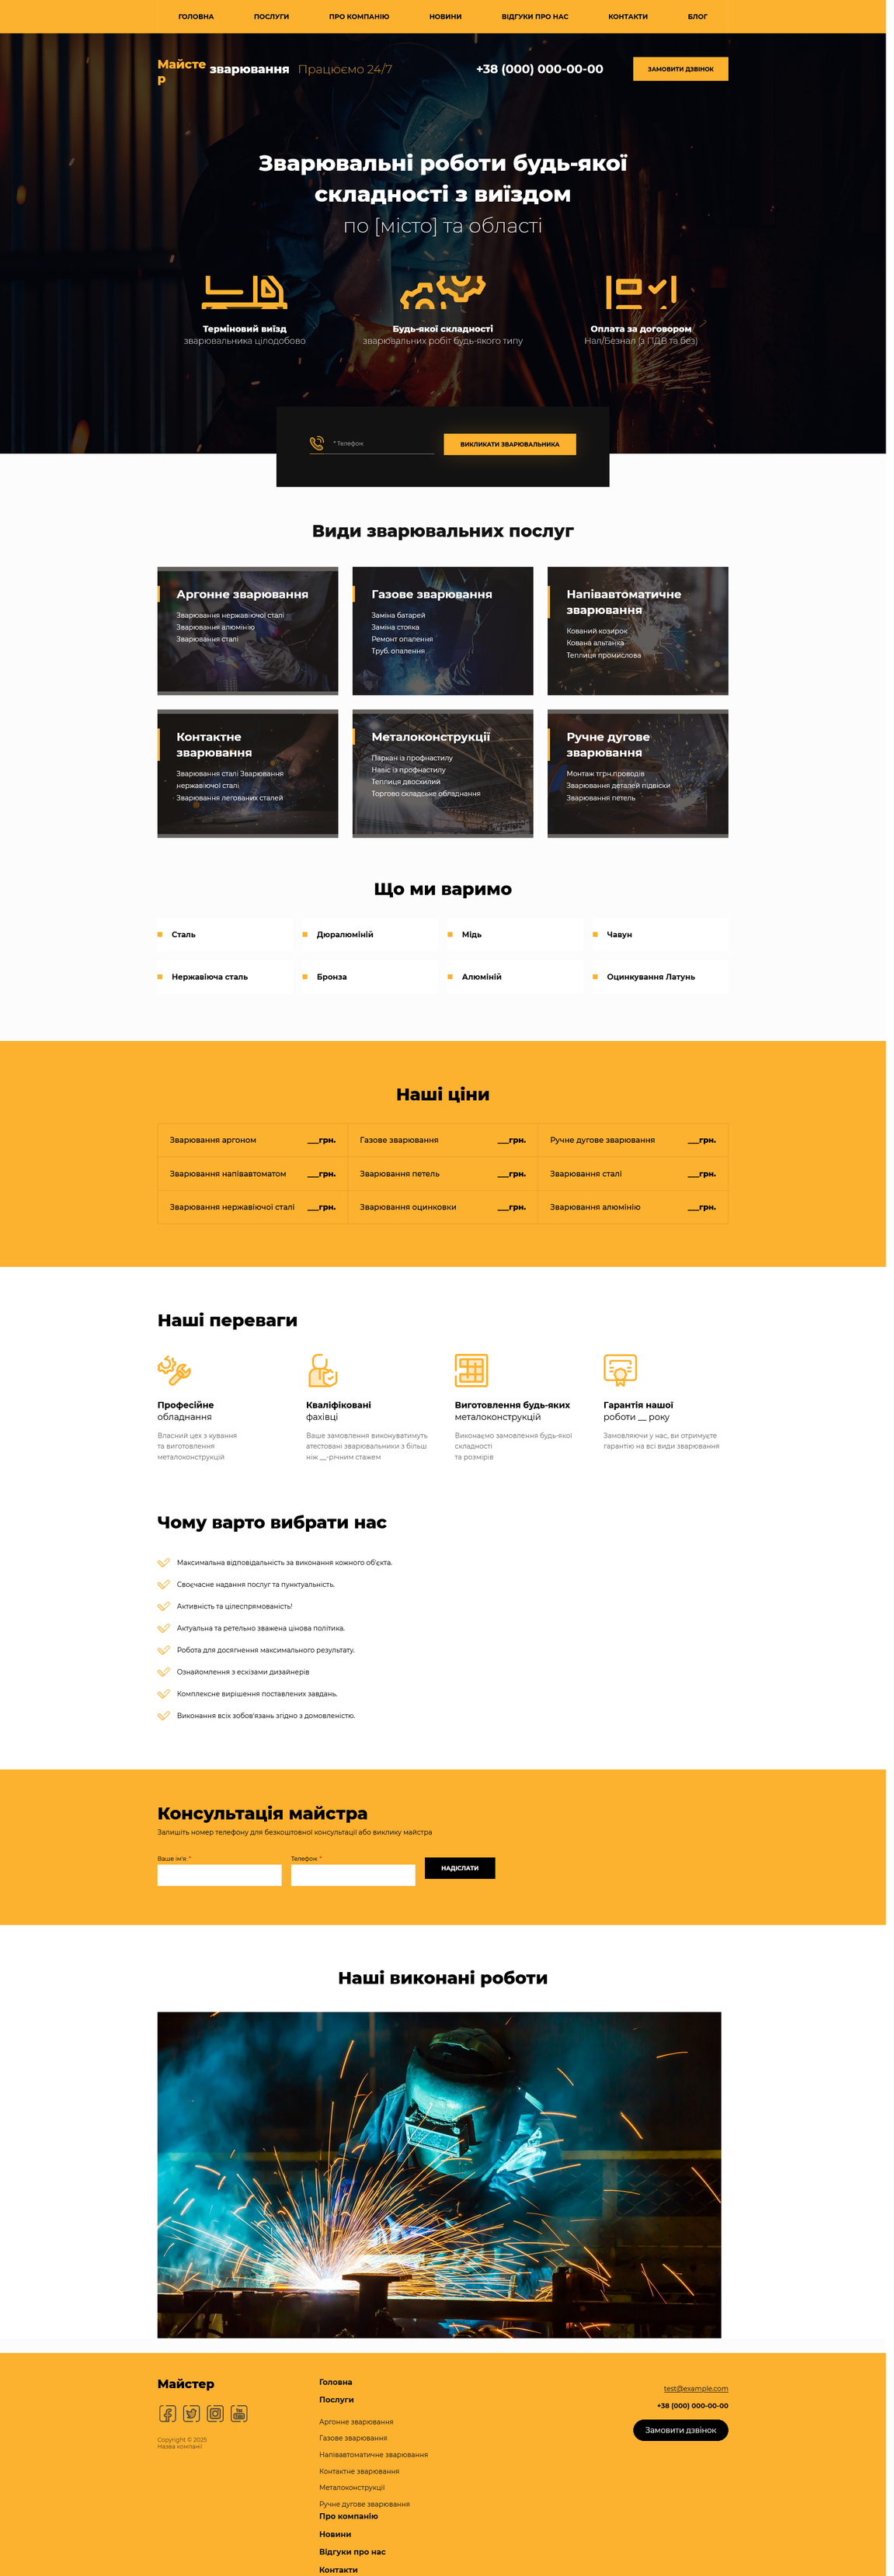 ГОЛОВНА ПОСЛУГИ ПРО КОМПАНІЮ НОВИНИ ВІДГУКИ ПРО НАС КОНТАКТИ БЛОГ
Майсте
р
зварювання Працюємо 24/7 +38 (000) 000-00-00 ЗАМОВИТИ ДЗВІНОК
Зварювальні роботи будь-якої
складності з виїздом
по [місто] та області
Терміновий виїзд
зварювальника цілодобово
Будь-якої складності
зварювальних робіт будь-якого типу
Оплата за договором
Нал/Безнал (з ПДВ та без)
* Телефон
ВИКЛИКАТИ ЗВАРЮВАЛЬНИКА
Види зварювальних послуг
Аргонне зварювання
Зварювання нержавіючої сталі
Зварювання алюмінію
Зварювання сталі
Газове зварювання
Заміна батарей
Заміна стояка
Ремонт опалення
Труб. опалення
Напівавтоматичне
зварювання
Кований козирок
Кована альтанка
Теплиця промислова
Контактне
зварювання
Зварювання сталі Зварювання
нержавіючої сталі
Зварювання легованих сталей
Металоконструкції
Паркан із профнастилу
Навіс із профнастилу
Теплиця двосхилий
Торгово складське обладнання
Ручне дугове
зварювання
Монтаж тгрн.проводів
Зварювання деталей підвіски
Зварювання петель
Що ми варимо
Сталь
Дюралюміній
Мідь
Чавун
Нержавіюча сталь
Бронза
Алюміній
Оцинкування Латунь
Наші ціни
Зварювання аргоном ___грн.
Газове зварювання ___грн.
Ручне дугове зварювання ___грн.
Зварювання напівавтоматом ___грн.
Зварювання петель ___грн.
Зварювання сталі ___грн.
Зварювання нержавіючої сталі ___грн.
Зварювання оцинковки ___грн.
Зварювання алюмінію ___грн.
Наші переваги
Професійне
обладнання
Власний цех з кування
та виготовлення
металоконструкцій
Кваліфіковані
фахівці
Ваше замовлення виконуватимуть
атестовані зварювальники з більш
ніж __-річним стажем
Виготовлення будь-яких
металоконструкцій
Виконаємо замовлення будь-якої
складності
та розмірів
Гарантія нашої
роботи __ року
Замовляючи у нас, ви отримуєте
гарантію на всі види зварювання
Чому варто вибрати нас
Максимальна відповідальність за виконання кожного об'єкта.
Своєчасне надання послуг та пунктуальність.
Активність та цілеспрямованість!
Актуальна та ретельно зважена цінова політика.
Робота для досягнення максимального результату.
Ознайомлення з ескізами дизайнерів
Комплексне вирішення поставлених завдань.
Виконання всіх зобов'язань згідно з домовленістю.
Консультація майстра
Залишіть номер телефону для безкоштовної консультації або виклику майстра
Ваше ім'я *
Телефон *
НАДІСЛАТИ
Наші виконані роботи
Майстер
You
Tube
Copyright © 2025
Назва компанії
Головна
Послуги
Аргонне зварювання
Газове зварювання
Напівавтоматичне зварювання
Контактне зварювання
Металоконструкції
Ручне дугове зварювання
Про компанію
Новини
Відгуки про нас
Контакти
test@example.com
+38 (000) 000-00-00
Замовити дзвінок